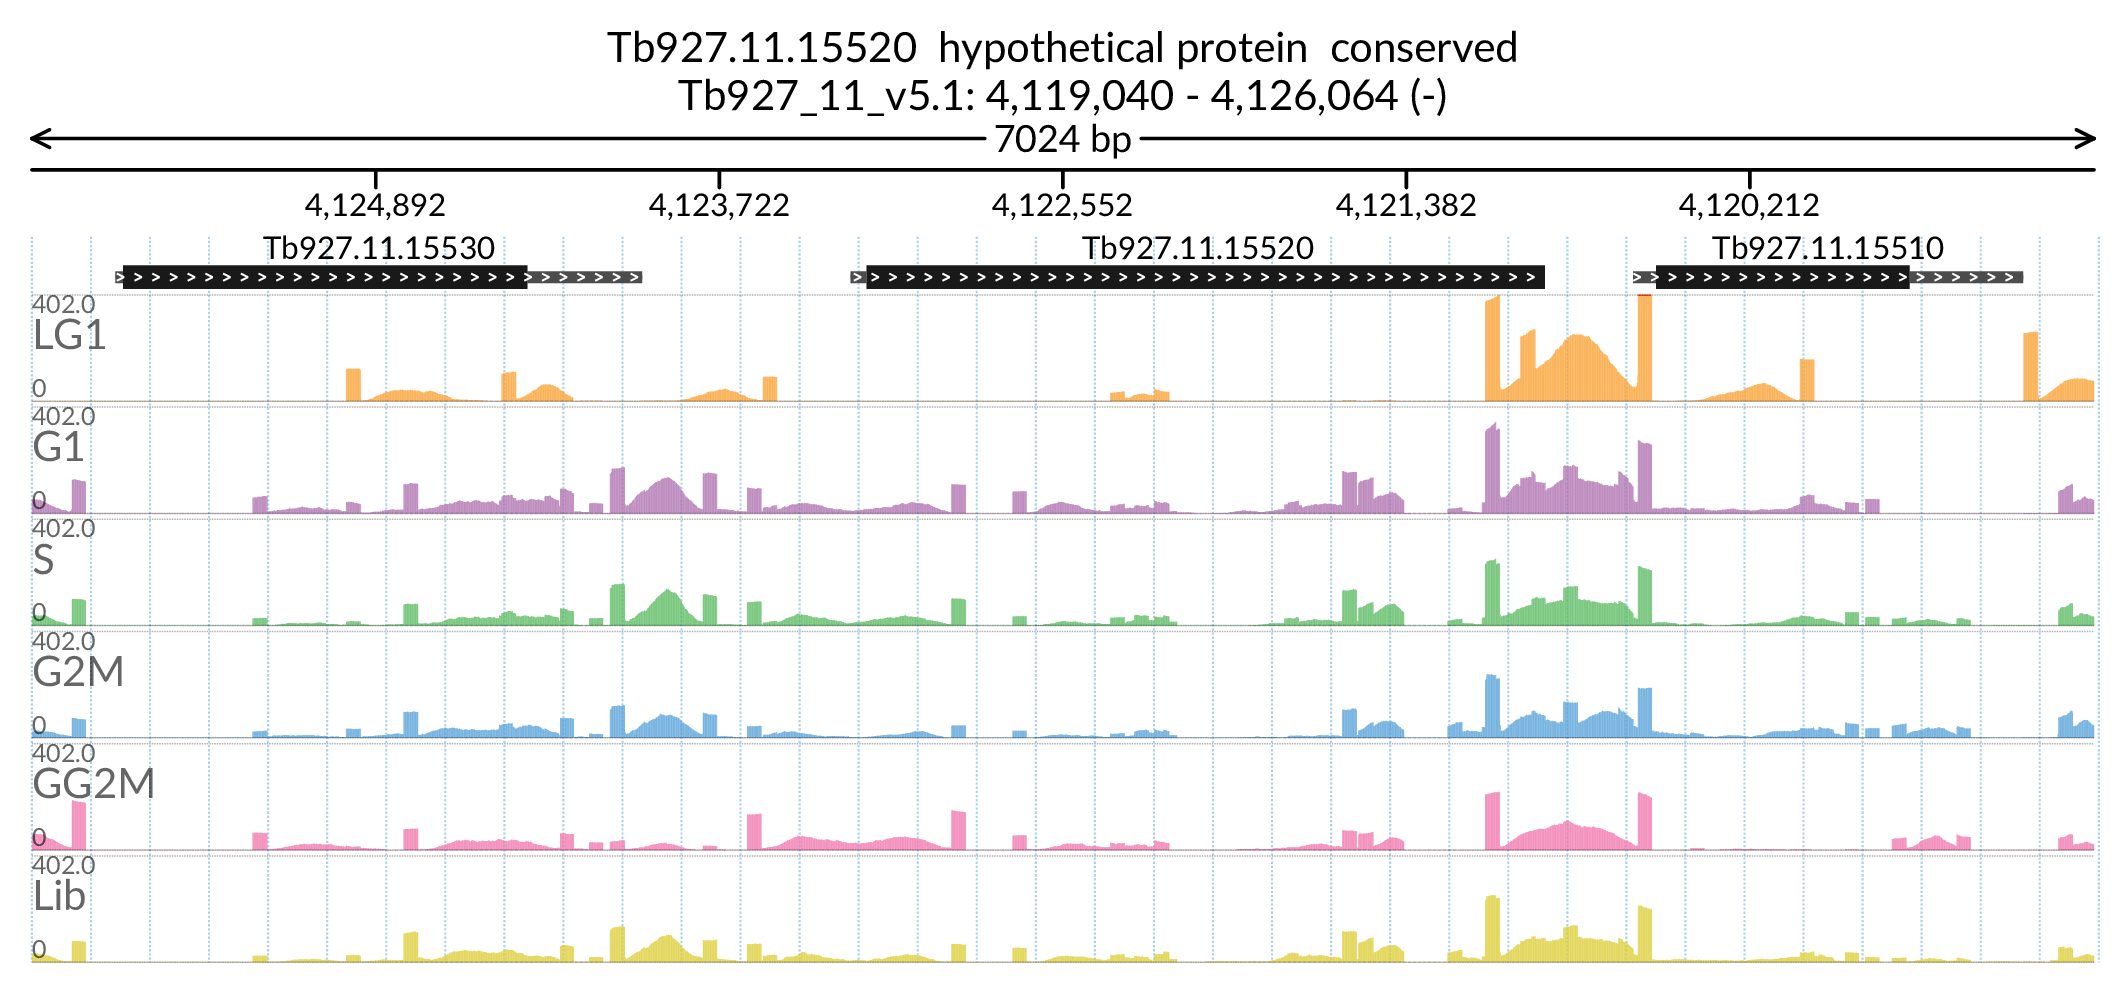 Tb927.11.15520 hypothetical protein conserved
Tb927_11_v5.1: 4,119,040 - 4,126,064 (-)
7024 bp
4,124,892 4,123,722 4,122,552 4,121,382 4,120,212
Tb927.11.15530 Tb927.11.15520 Tb927.11.15510
402.0
LG1
0
402.0
G1
0
402.0
S
0
402.0
G2M
0
402.0
GG2M
0
402.0
Lib
0